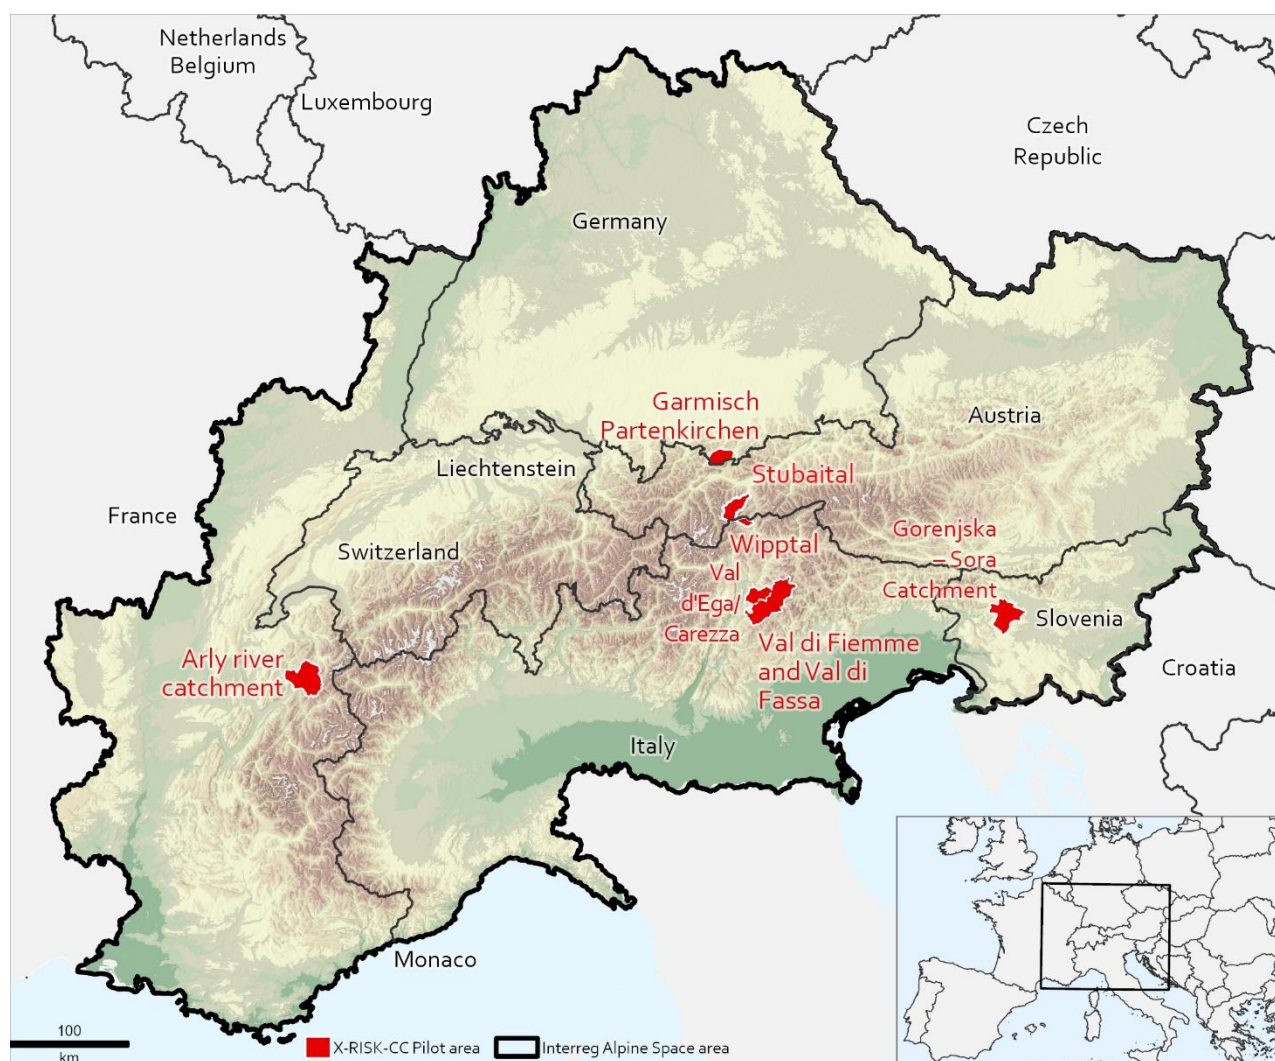 Netherlands
Belgium
Luxembourg
Czech
Republic
Germany
Garmisch
Partenkirchen
Austria
Liechtenstein
Stubaital
France
Switzerland
Wipptal
Gorenjska
– Sora
Catchment
Val
d'Ega/
Carezza
Slovenia
Val di Fiemme
and Val di
Fassa
Arly river
catchment
Croatia
Italy
Monaco
100
km
X-RISK-CC Pilot area
Interreg Alpine Space area